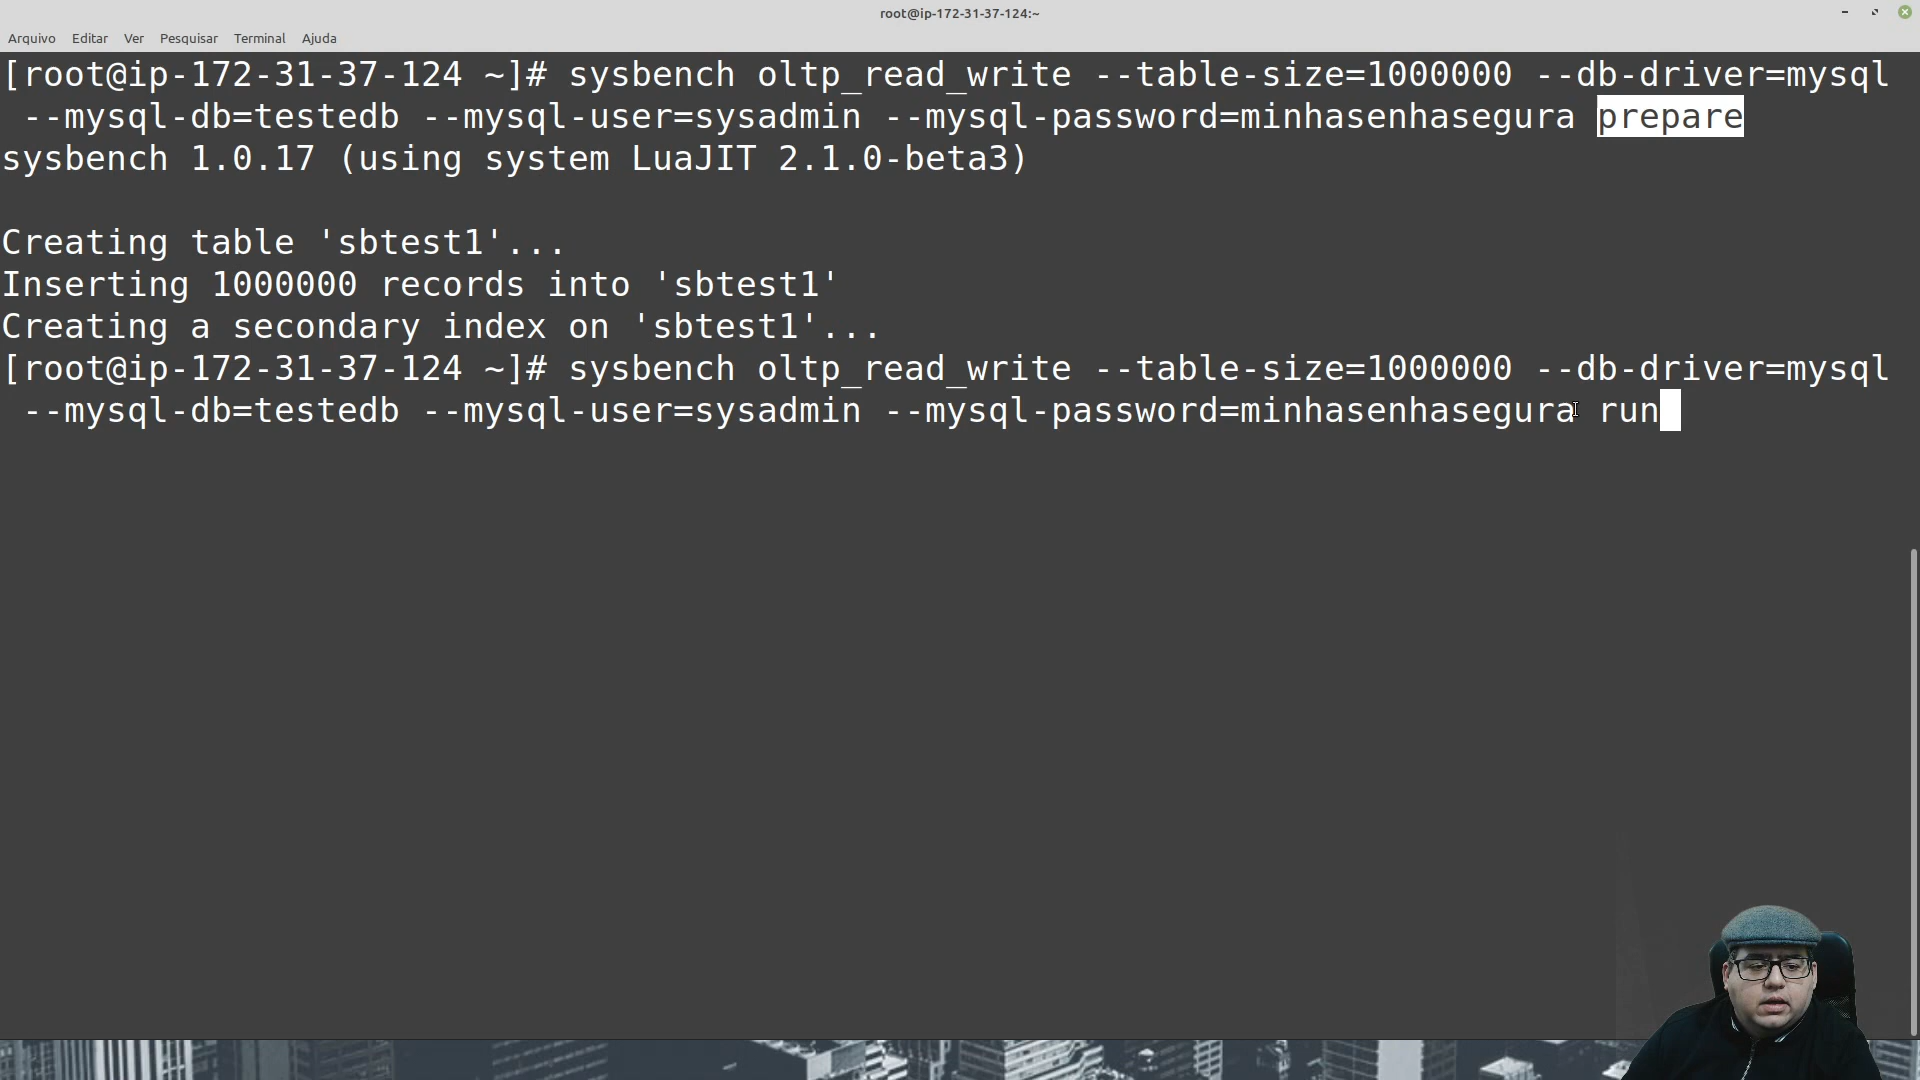 root@ip-172-31-37-124:~
Arquivo Editar Ver Pesquisar Terminal Ajuda
[root@ip-172-31-37-124 ~]# sysbench oltp_read_write --table-size=1000000 --db-driver=mysql
--mysql-db=testedb --mysql-user=sysadmin --mysql-password=minhasenhasegura prepare
sysbench 1.0.17 (using system LuaJIT 2.1.0-beta3)
Creating table 'sbtest1'...
Inserting 1000000 records into 'sbtest1'
Creating a secondary index on 'sbtest1'...
[root@ip-172-31-37-124 ~]# sysbench oltp_read_write --table-size=1000000 --db-driver=mysql
--mysql-db=testedb --mysql-user=sysadmin --mysql-password=minhasenhasegura run